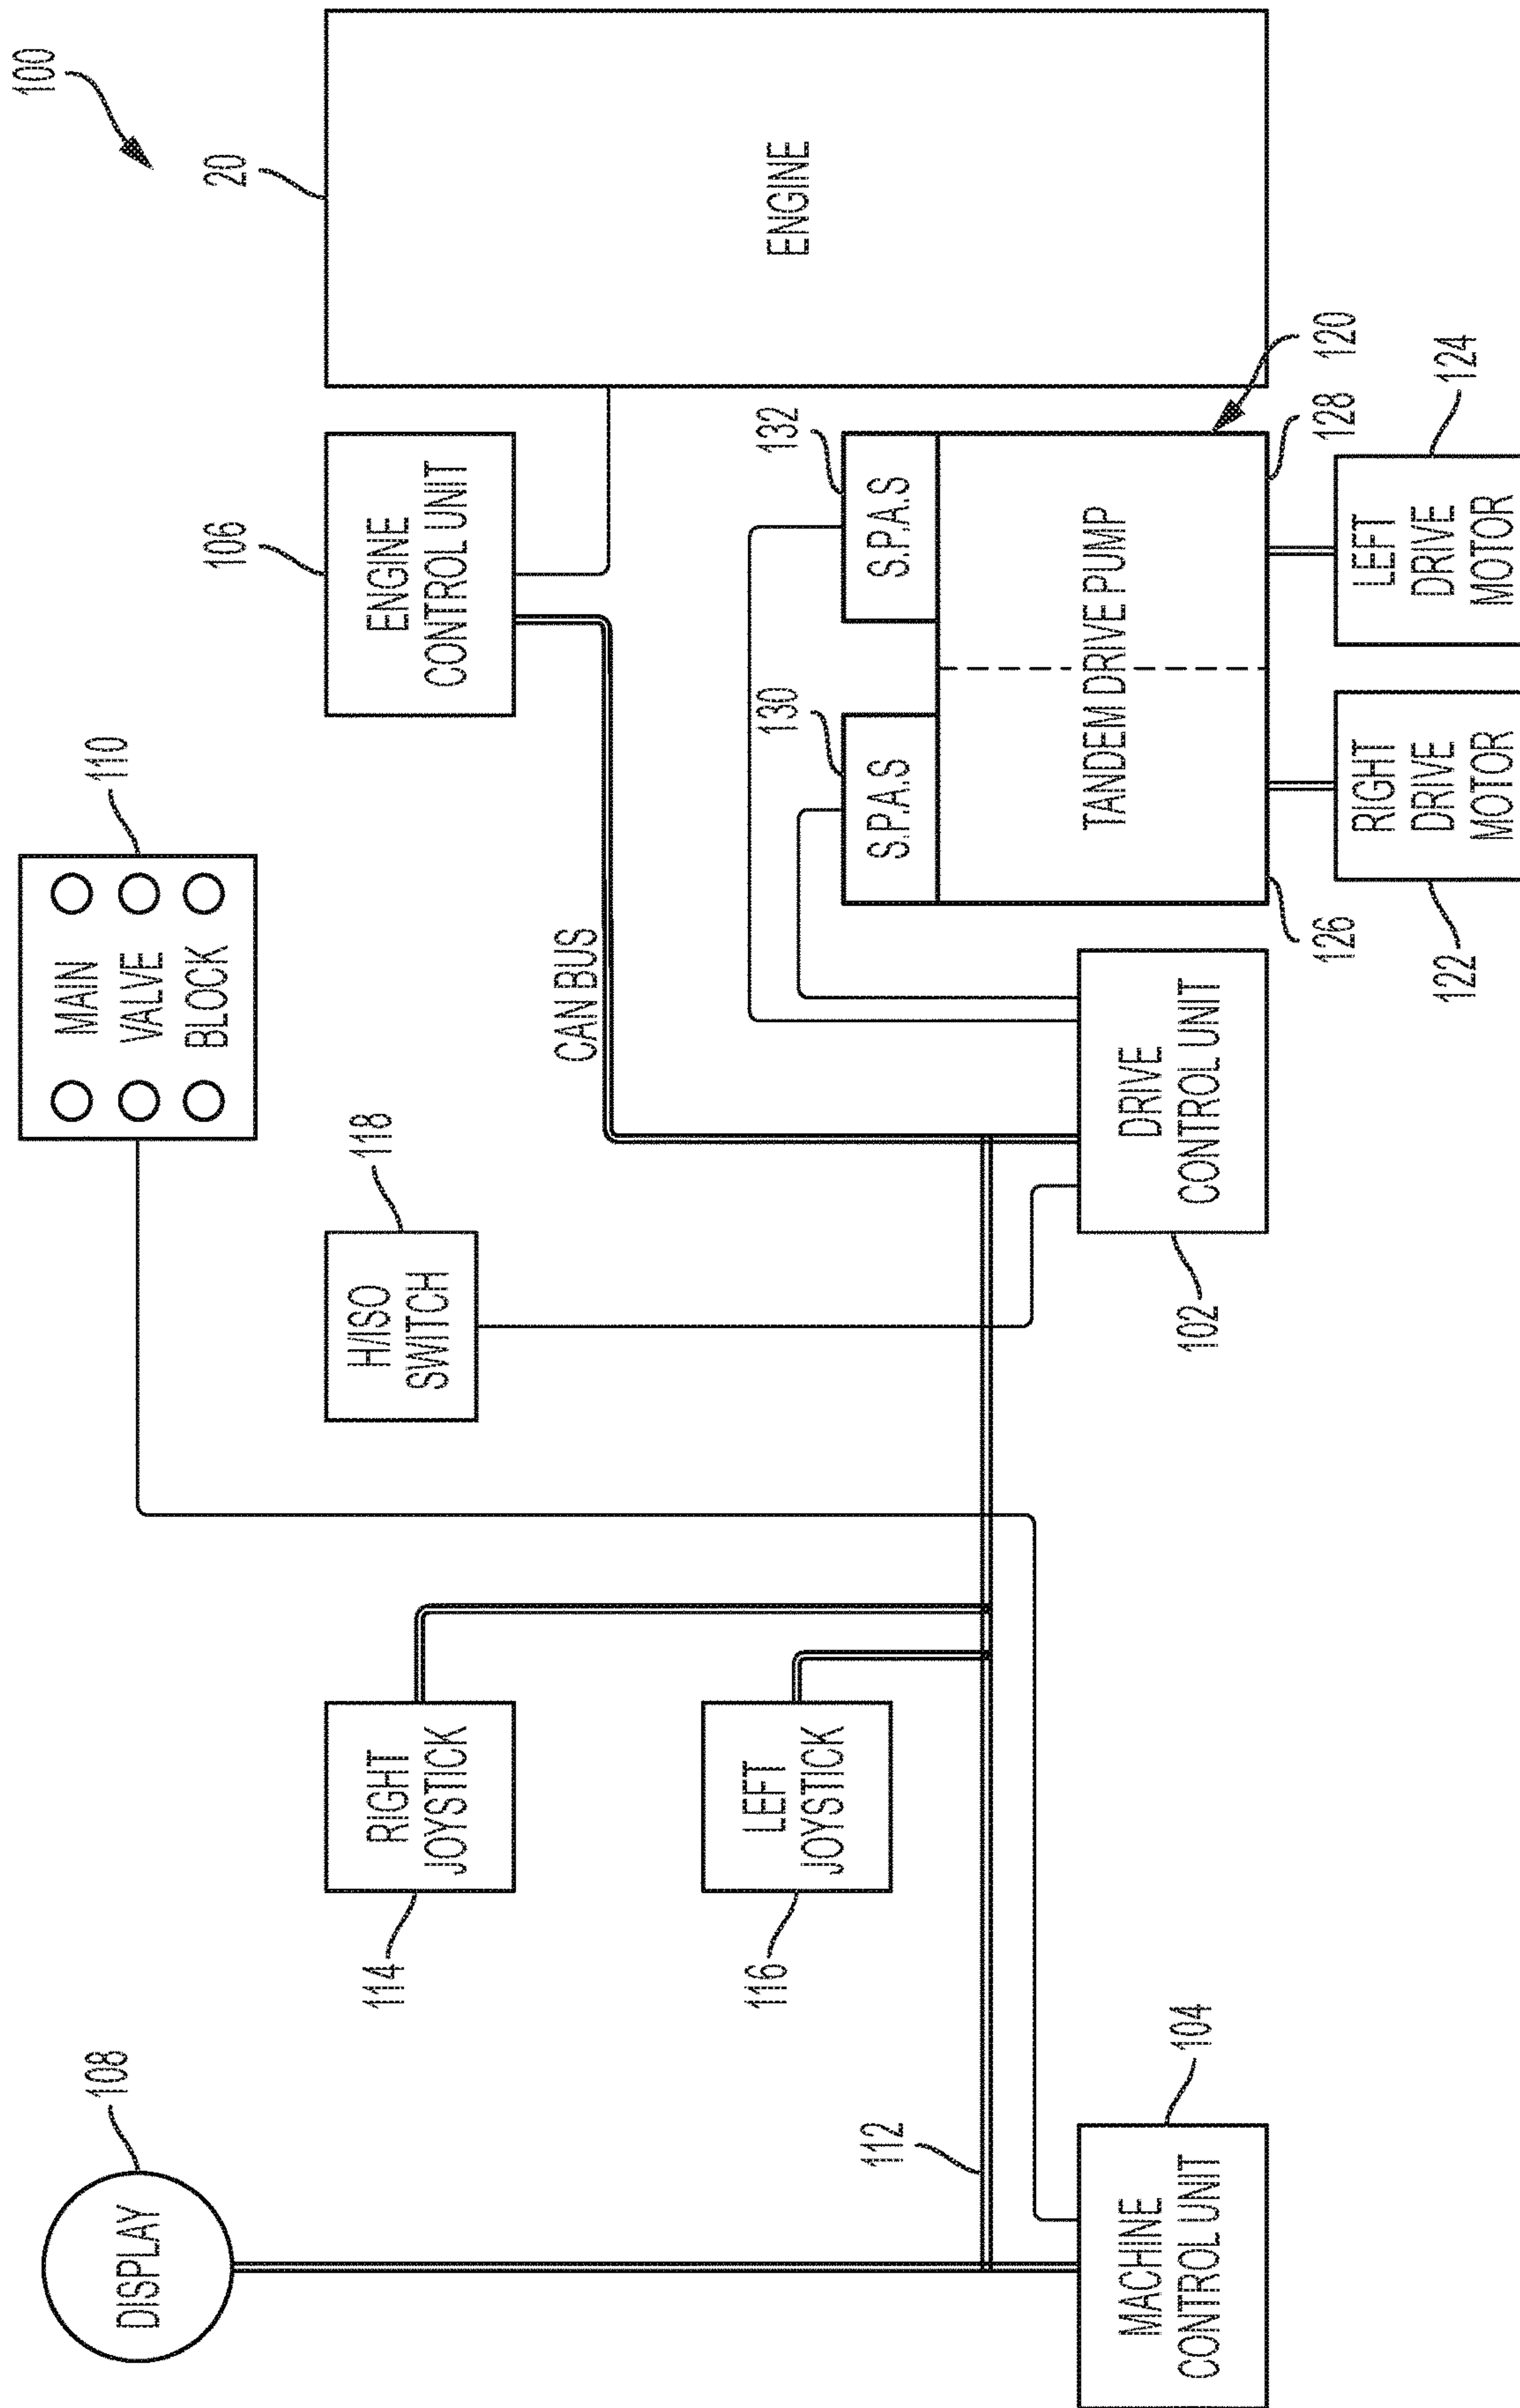 100
20
ENGINE
106
ENGINE
CONTROL UNIT
110
MAIN
VALVE
BLOCK
CAN BUS
118
H/ISO
SWITCH
132
S.P.A.S
130
S.P.A.S
TANDEM DRIVE PUMP
120
128
126
124
LEFT
DRIVE
MOTOR
122
RIGHT
DRIVE
MOTOR
DRIVE
CONTROL UNIT
102
RIGHT
JOYSTICK
114
LEFT
JOYSTICK
116
108
DISPLAY
112
104
MACHINE
CONTROL UNIT